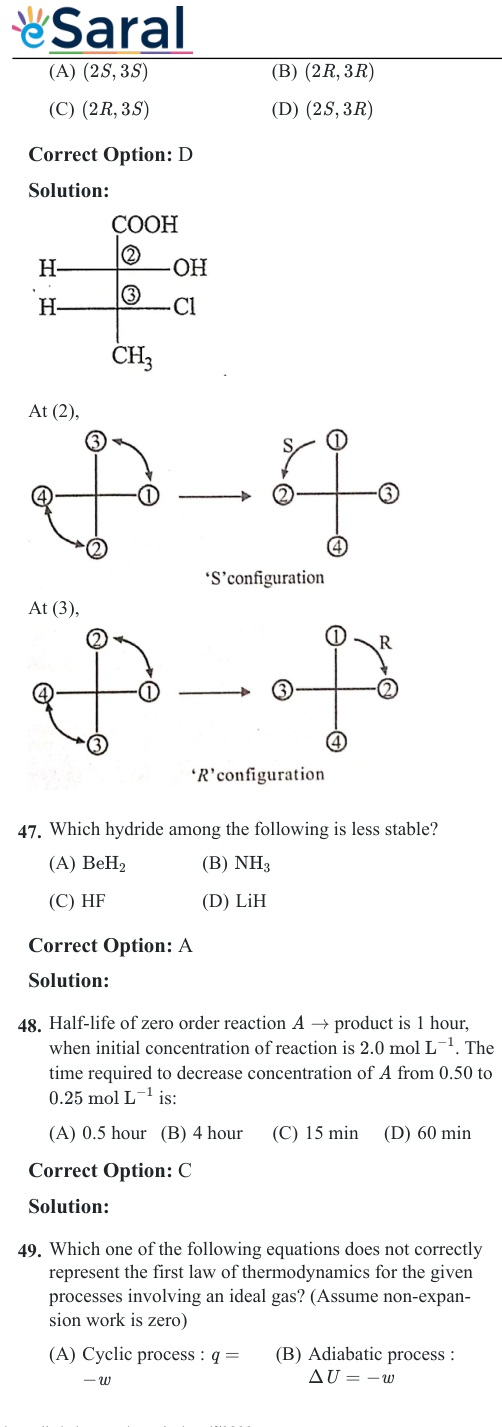 eSaral
(A) (2S, 3S) (B) (2R, 3R)
(C) (2R, 3S) (D) (2S, 3R)
Correct Option: D
Solution:
COOH
②
H OH
③
H Cl
CH₃
At (2),
③ ① S
④ ① ② ③
② ④
'S'configuration
At (3),
② ① R
④ ① ③ ②
③ ④
'R'configuration
47. Which hydride among the following is less stable?
(A) BeH₂ (B) NH₃
(C) HF (D) LiH
Correct Option: A
Solution:
48. Half-life of zero order reaction A → product is 1 hour,
when initial concentration of reaction is 2.0 mol L⁻¹. The
time required to decrease concentration of A from 0.50 to
0.25 mol L⁻¹ is:
(A) 0.5 hour (B) 4 hour (C) 15 min (D) 60 min
Correct Option: C
Solution:
49. Which one of the following equations does not correctly
represent the first law of thermodynamics for the given
processes involving an ideal gas? (Assume non-expan-
sion work is zero)
(A) Cyclic process : q = (B) Adiabatic process :
−w ΔU = −w